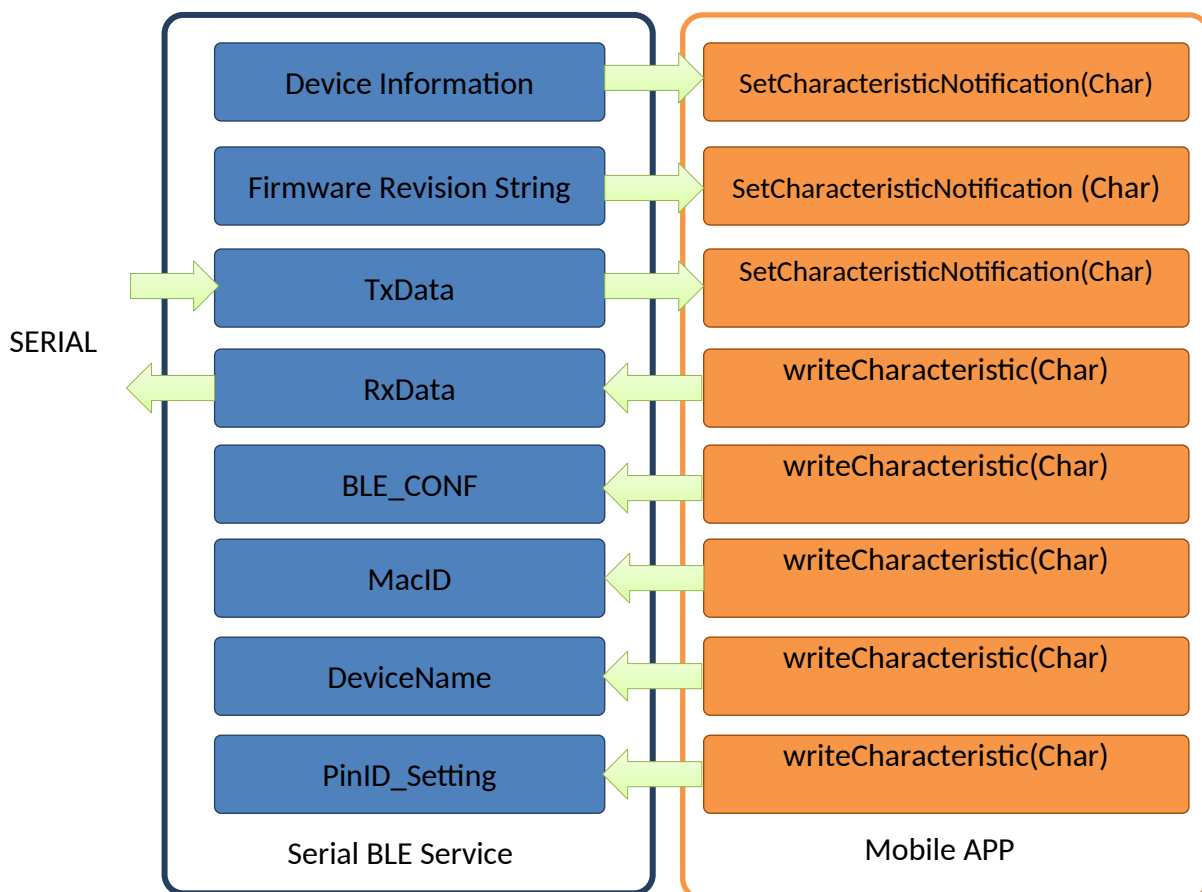 Device Information
SetCharacteristicNotification(Char)
Firmware Revision String
SetCharacteristicNotification (Char)
TxData
SetCharacteristicNotification(Char)
SERIAL
RxData
writeCharacteristic(Char)
BLE_CONF
writeCharacteristic(Char)
MacID
writeCharacteristic(Char)
DeviceName
writeCharacteristic(Char)
PinID_Setting
writeCharacteristic(Char)
Serial BLE Service
Mobile APP